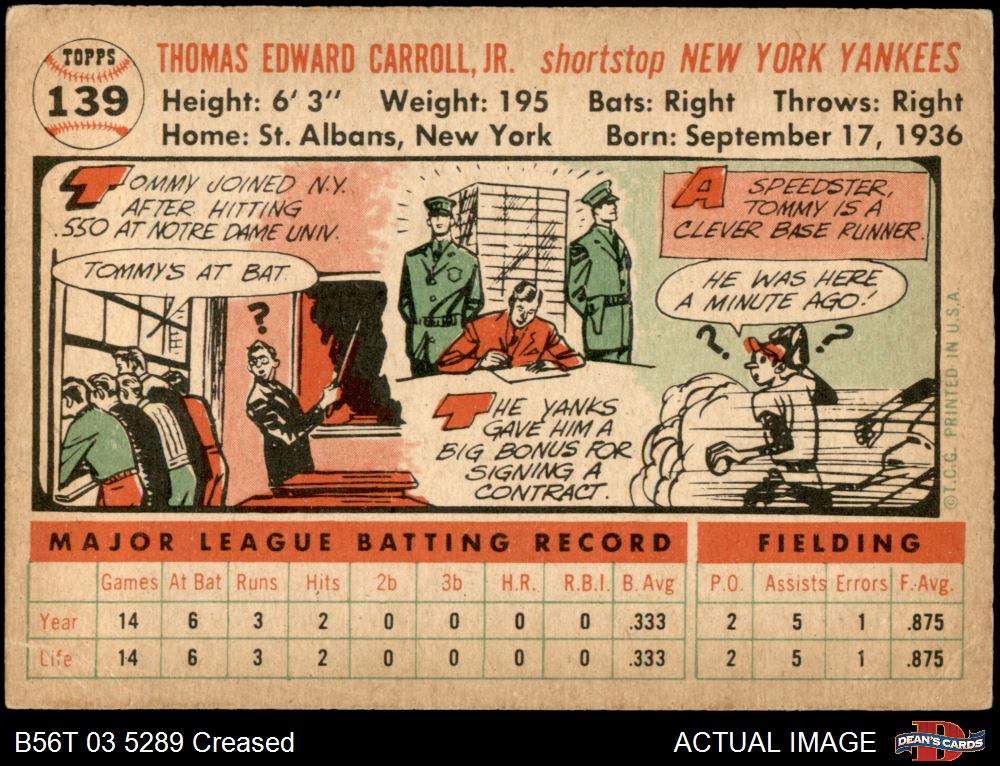 TOPPS
139
THOMAS EDWARD CARROLL, JR. shortstop NEW YORK YANKEES
Height: 6' 3" Weight: 195 Bats: Right Throws: Right
Home: St. Albans, New York Born: September 17, 1936
TOMMY JOINED N.Y.
AFTER HITTING
.550 AT NOTRE DAME UNIV.
TOMMY'S AT BAT.
?
THE YANKS
GAVE HIM A
BIG BONUS FOR
SIGNING A
CONTRACT.
A SPEEDSTER,
TOMMY IS A
CLEVER BASE RUNNER.
HE WAS HERE
A MINUTE AGO!
? ?
©T.C.G. PRINTED IN U.S.A.
MAJOR LEAGUE BATTING RECORD FIELDING
Games At Bat Runs Hits 2b 3b H.R. R.B.I. B. Avg P.O. Assists Errors F.-Avg.
Year 14 6 3 2 0 0 0 0 .333 2 5 1 .875
Life 14 6 3 2 0 0 0 0 .333 2 5 1 .875
B56T 03 5289 Creased ACTUAL IMAGE DEAN'S CARDS